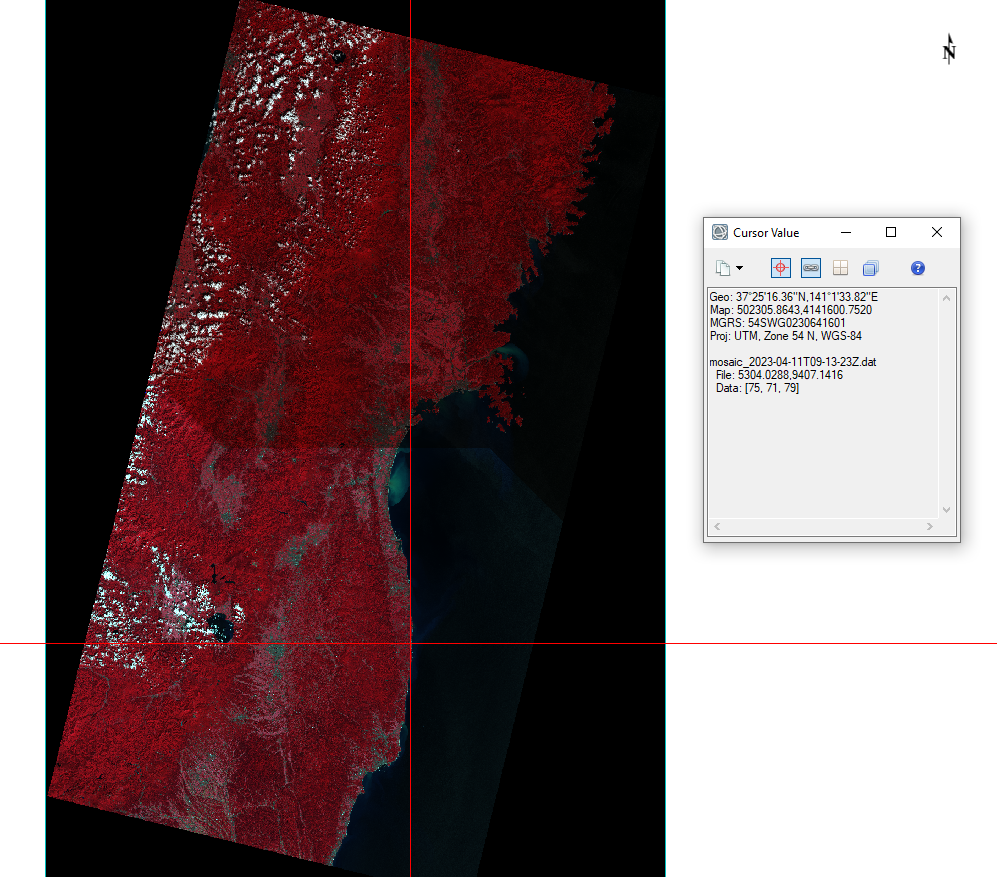 N
Cursor Value
Geo: 37°25'16.36"N,141°1'33.82"E
Map: 502305.8643,4141600.7520
MGRS: 54SWG0230641601
Proj: UTM, Zone 54 N, WGS-84
mosaic_2023-04-11T09-13-23Z.dat
File: 5304.0288,9407.1416
Data: [75, 71, 79]